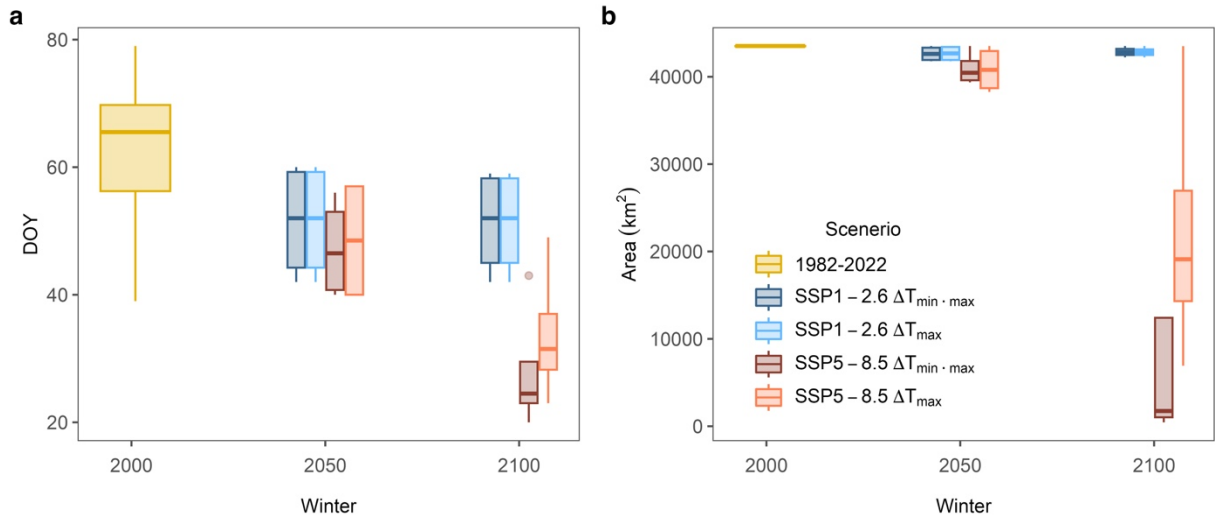 a
80
60
40
20
DOY
2000
2050
2100
Winter
b
40000
30000
20000
10000
0
Area (km²)
Scenerio
1982-2022
SSP1 – 2.6 ΔTmin · max
SSP1 – 2.6 ΔTmax
SSP5 – 8.5 ΔTmin · max
SSP5 – 8.5 ΔTmax
2000
2050
2100
Winter